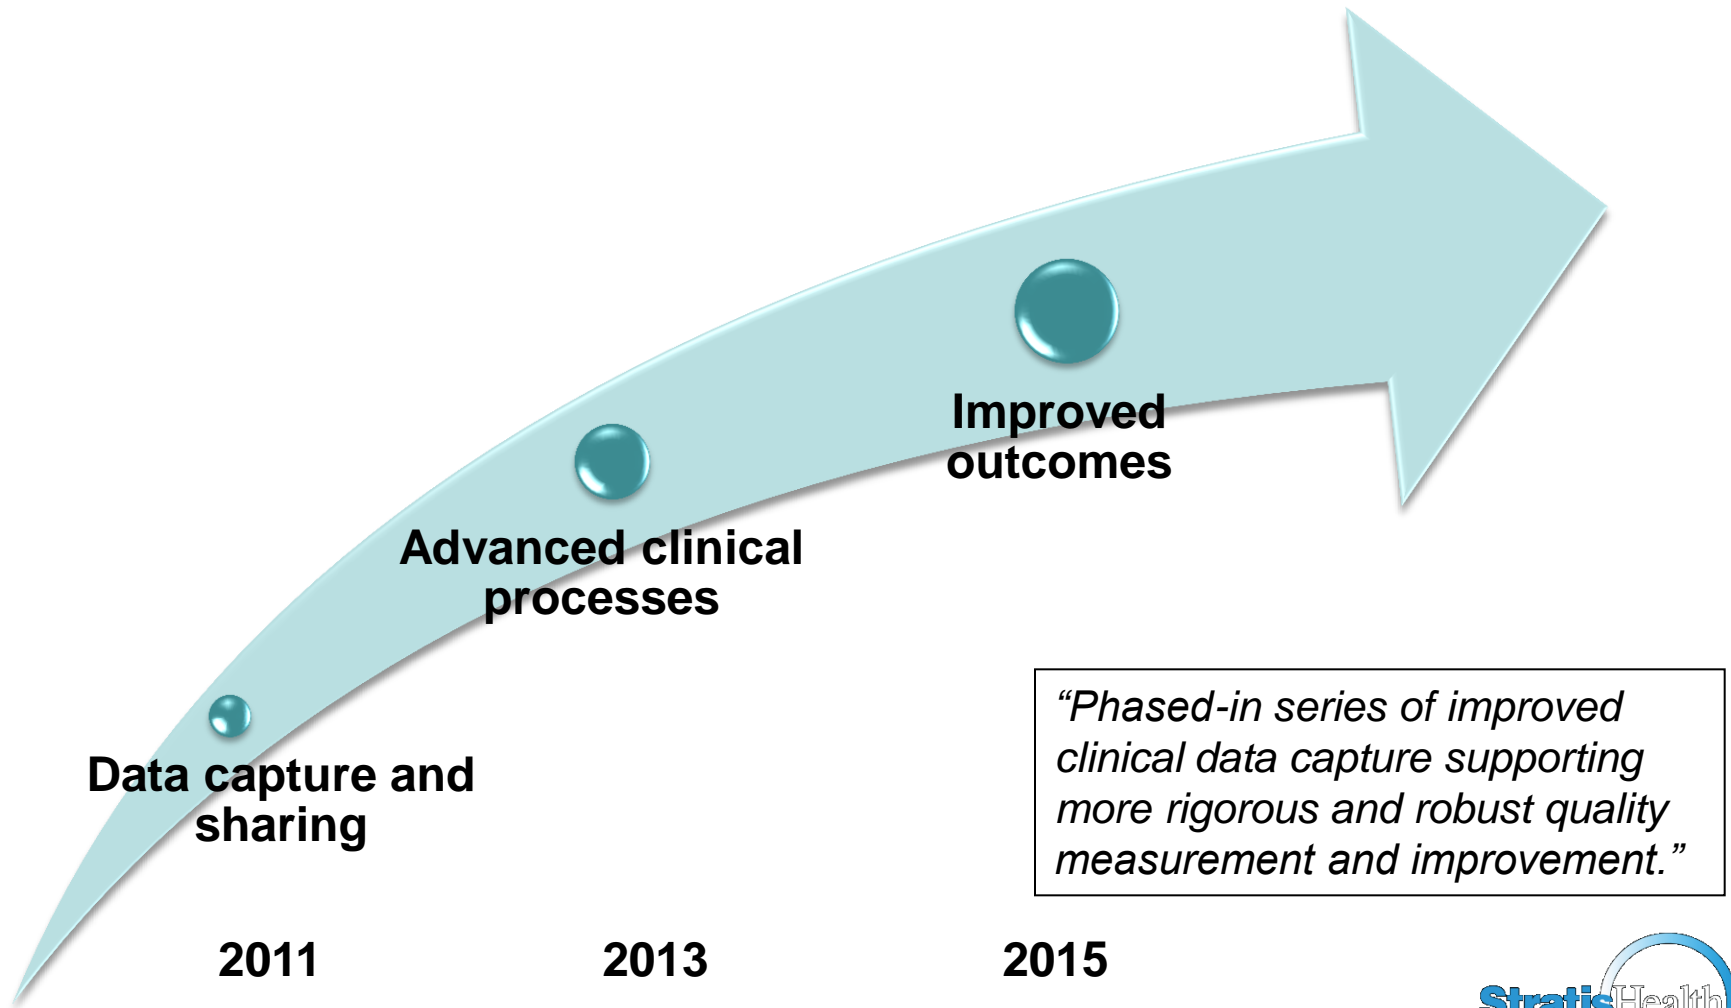 Improved
outcomes
Advanced clinical
processes
Data capture and
sharing
“Phased-in series of improved
clinical data capture supporting
more rigorous and robust quality
measurement and improvement.”
2011 2013 2015
StratisHealth